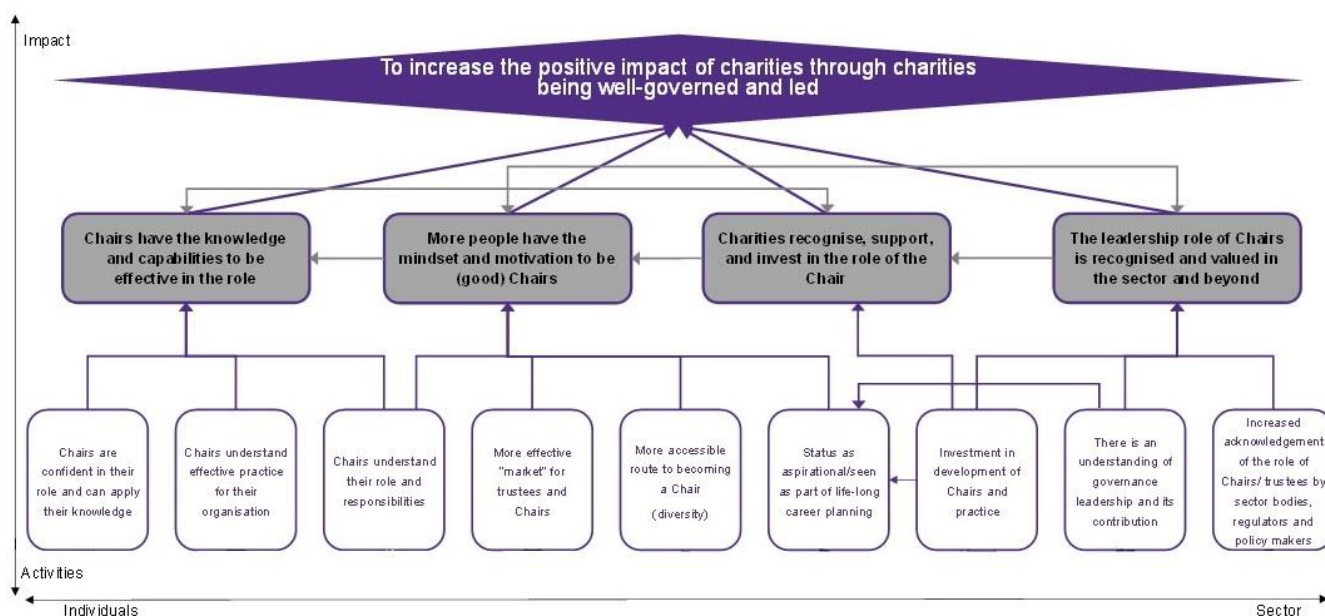 Impact
To increase the positive impact of charities through charities
being well-governed and led
Chairs have the knowledge
and capabilities to be
effective in the role
More people have the
mindset and motivation to be
(good) Chairs
Charities recognise, support,
and invest in the role of the
Chair
The leadership role of Chairs
is recognised and valued in
the sector and beyond
Chairs are
confident in their
role and can apply
their knowledge
Chairs understand
effective practice
for their
organisation
Chairs understand
their role and
responsibilities
More effective
"market" for
trustees and
Chairs
More accessible
route to becoming
a Chair
(diversity)
Status as
aspirational/seen
as part of life-long
career planning
Investment in
development of
Chairs and
practice
There is an
understanding of
governance
leadership and its
contribution
Increased
acknowledgement
of the role of
Chairs/ trustees by
sector bodies,
regulators and
policy makers
Activities
Individuals
Sector